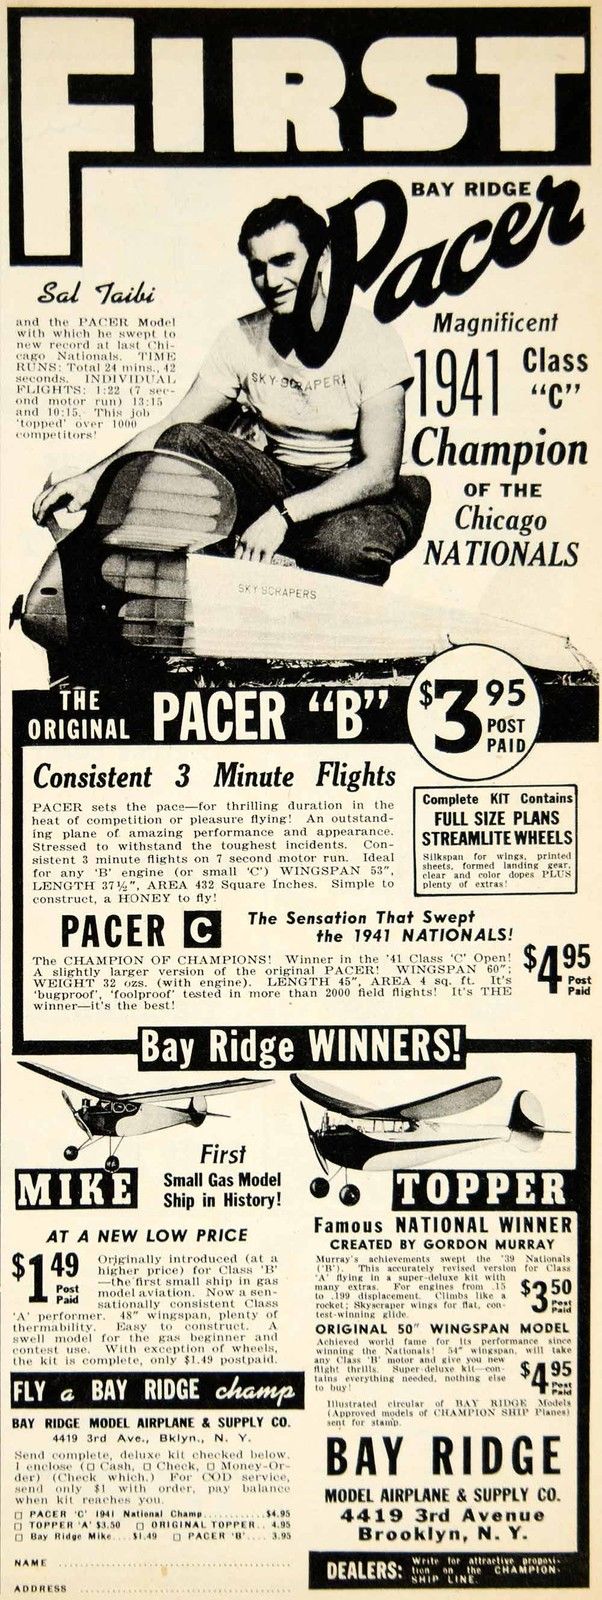 FIRST
BAY RIDGE
Pacer
Sal Taibi
and the PACER Model
with which he swept to
new record at last Chi-
cago Nationals. TIME
RUNS: Total 24 mins., 42
seconds. INDIVIDUAL
FLIGHTS: 1:22 (7 sec-
ond motor run) 13:15
and 10:15. This job
'topped' over 1000
competitors!
Magnificent
1941 Class
"C"
Champion
OF THE
Chicago
NATIONALS
SKY-SCRAPERS
SKY SCRAPERS
THE
ORIGINAL PACER "B"
$3.95
POST
PAID
Consistent 3 Minute Flights
PACER sets the pace—for thrilling duration in the
heat of competition or pleasure flying! An outstand-
ing plane of amazing performance and appearance.
Stressed to withstand the toughest incidents. Con-
sistent 3 minute flights on 7 second motor run. Ideal
for any 'B' engine (or small 'C') WINGSPAN 53",
LENGTH 37½", AREA 432 Square Inches. Simple to
construct, a HONEY to fly!
Complete KIT Contains
FULL SIZE PLANS
STREAMLITE WHEELS
Silkspan for wings, printed
sheets, formed landing gear,
clear and color dopes PLUS
plenty of extras!
PACER C
The Sensation That Swept
the 1941 NATIONALS!
The CHAMPION OF CHAMPIONS! Winner in the '41 Class 'C' Open!
A slightly larger version of the original PACER! WINGSPAN 60";
WEIGHT 32 ozs. (with engine). LENGTH 45", AREA 4 sq. ft. It's
'bugproof', 'foolproof' tested in more than 2000 field flights! It's THE
winner—it's the best!
$4.95
Post
Paid
Bay Ridge WINNERS!
MIKE
First
Small Gas Model
Ship in History!
AT A NEW LOW PRICE
$1.49
Post
Paid
Originally introduced (at a
higher price) for Class 'B'
—the first small ship in gas
model aviation. Now a sen-
sationally consistent Class
'A' performer. 48" wingspan, plenty of
thermability. Easy to construct. A
swell model for the gas beginner and
contest use. With exception of wheels,
the kit is complete, only $1.49 postpaid.
TOPPER
Famous NATIONAL WINNER
CREATED BY GORDON MURRAY
Murray's achievements swept the '39 Nationals
('B'). This accurately revised version for Class
'A' flying in a super-deluxe kit with
many extras. For engines from .15
to .199 displacement. Climbs like a
rocket; Skyscraper wings for flat, con-
test-winning glide.
$3.50
Post
Paid
ORIGINAL 50" WINGSPAN MODEL
Achieved world fame for its performance since
winning the Nationals! 54" wingspan, will take
any Class 'B' motor and give you new
flight thrills. Super-deluxe kit—con-
tains everything needed, nothing else
to buy!
$4.95
Post
Paid
Illustrated circular of BAY RIDGE Models
(Approved models of CHAMPION SHIP Planes)
sent for stamp.
FLY a BAY RIDGE champ
BAY RIDGE MODEL AIRPLANE & SUPPLY CO.
4419 3rd Ave., Bklyn., N. Y.
Send complete, deluxe kit checked below.
I enclose (□ Cash, □ Check, □ Money-Or-
der) (Check which.) For COD service,
send only $1 with order, pay balance
when kit reaches you.
□ PACER 'C' 1941 National Champ............$4.95
□ TOPPER 'A' $3.50 □ ORIGINAL TOPPER.. 4.95
□ Bay Ridge Mike....$1.49 □ PACER 'B'.... 3.95
NAME
ADDRESS
BAY RIDGE
MODEL AIRPLANE & SUPPLY CO.
4419 3rd Avenue
Brooklyn, N. Y.
DEALERS: Write for attractive proposi-
tion on the CHAMPION-
SHIP LINE.